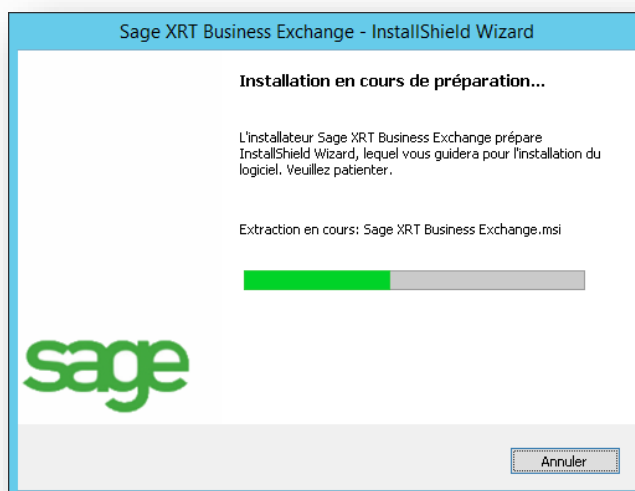 Sage XRT Business Exchange - InstallShield Wizard
Installation en cours de préparation...
L'installateur Sage XRT Business Exchange prépare
InstallShield Wizard, lequel vous guidera pour l'installation du
logiciel. Veuillez patienter.
Extraction en cours: Sage XRT Business Exchange.msi
sage
Annuler